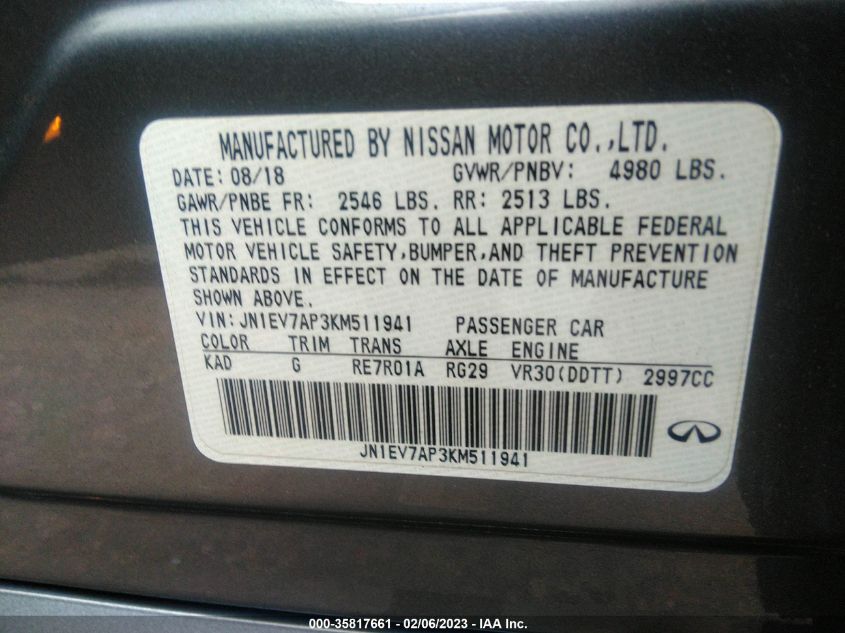 MANUFACTURED BY NISSAN MOTOR CO.,LTD.
DATE: 08/18 GVWR/PNBV: 4980 LBS.
GAWR/PNBE FR: 2546 LBS. RR: 2513 LBS.
THIS VEHICLE CONFORMS TO ALL APPLICABLE FEDERAL
MOTOR VEHICLE SAFETY,BUMPER,AND THEFT PREVENTION
STANDARDS IN EFFECT ON THE DATE OF MANUFACTURE
SHOWN ABOVE.
VIN:JN1EV7AP3KM511941 PASSENGER CAR
COLOR TRIM TRANS AXLE ENGINE
KAD G RE7R01A RG29 VR30(DDTT) 2997CC
JN1EV7AP3KM511941
000-35817661 - 02/06/2023 - IAA Inc.